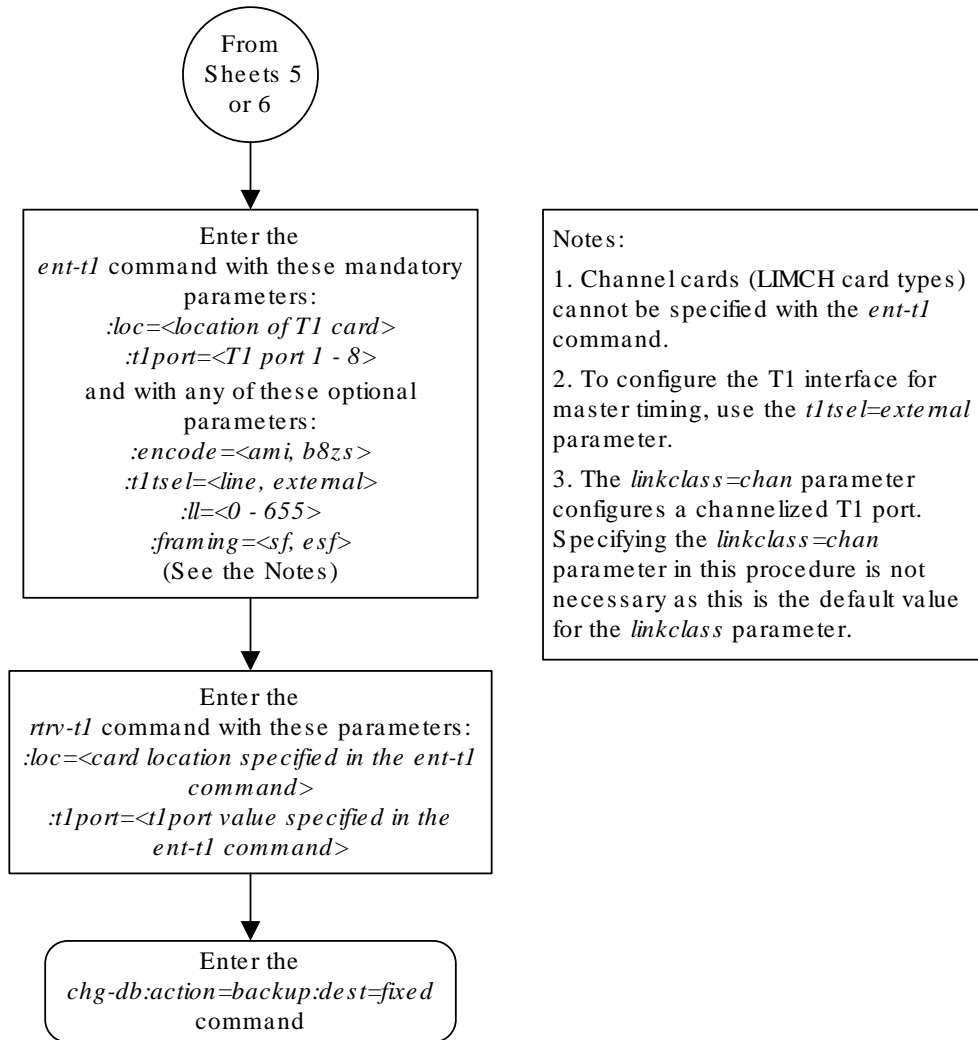 From
Sheets 5
or 6
Enter the
ent-t1 command with these mandatory
parameters:
:loc=<location of T1 card>
:t1port=<T1 port 1 - 8>
and with any of these optional
parameters:
:encode=<ami, b8zs>
:t1tsel=<line, external>
:ll=<0 - 655>
:framing=<sf, esf>
(See the Notes)
Notes:
1. Channel cards (LIMCH card types)
cannot be specified with the ent-t1
command.
2. To configure the T1 interface for
master timing, use the t1tsel=external
parameter.
3. The linkclass=chan parameter
configures a channelized T1 port.
Specifying the linkclass=chan
parameter in this procedure is not
necessary as this is the default value
for the linkclass parameter.
Enter the
rtrv-t1 command with these parameters:
:loc=<card location specified in the ent-t1
command>
:t1port=<t1port value specified in the
ent-t1 command>
Enter the
chg-db:action=backup:dest=fixed
command